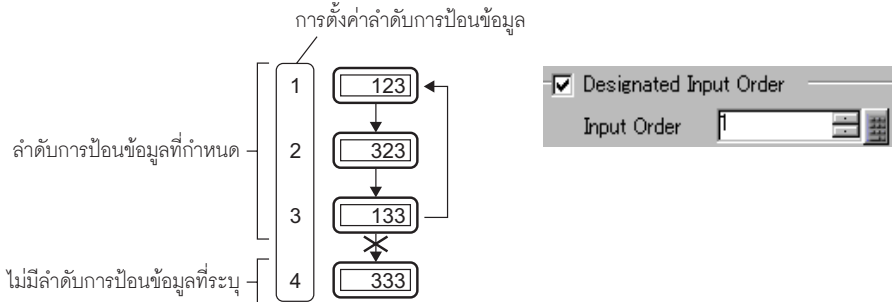 การตั้งค่าลำดับการป้อนข้อมูล
1 123
ลำดับการป้อนข้อมูลที่กำหนด 2 323
3 133
ไม่มีลำดับการป้อนข้อมูลที่ระบุ 4 333
Designated Input Order
Input Order 1